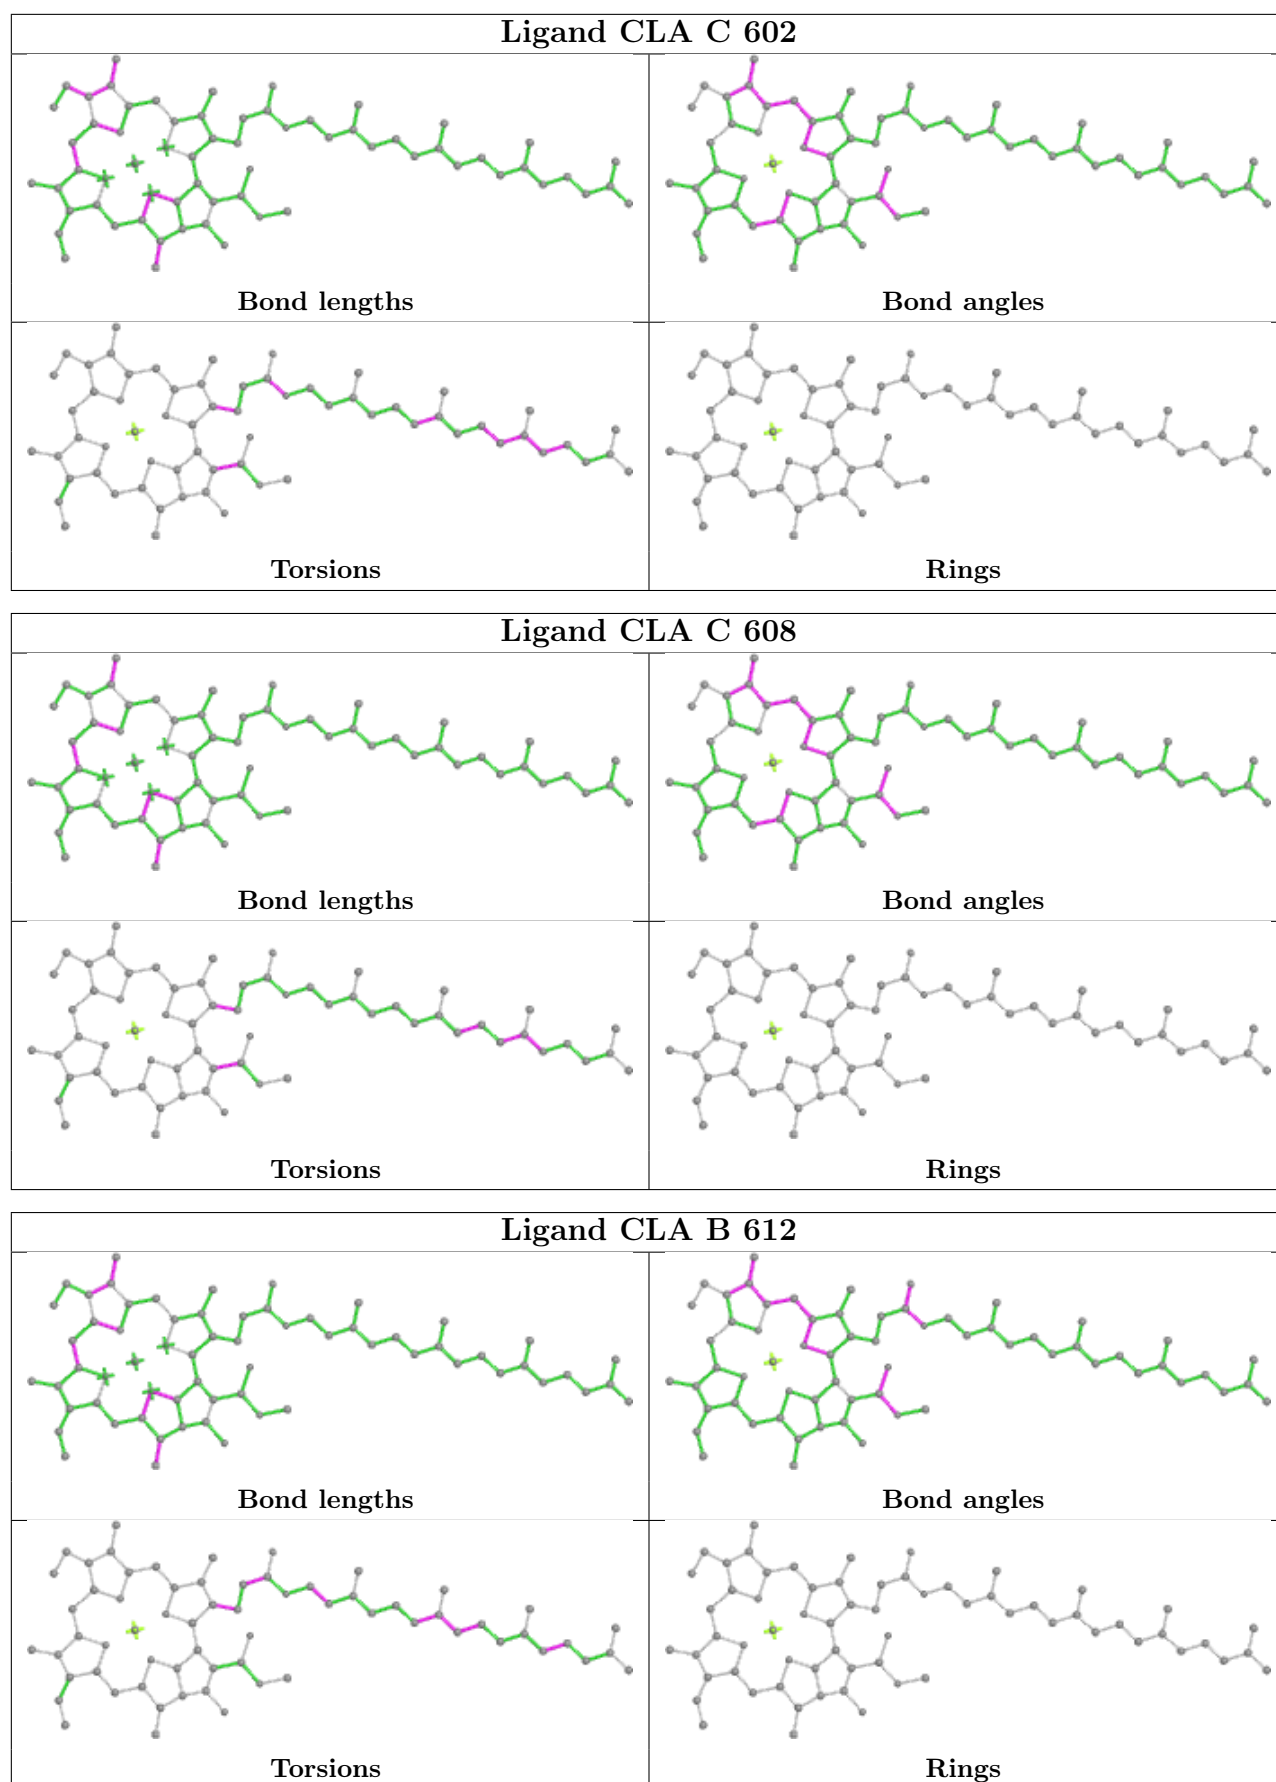 Ligand CLA C 602
Bond lengths
Bond angles
Torsions
Rings
Ligand CLA C 608
Bond lengths
Bond angles
Torsions
Rings
Ligand CLA B 612
Bond lengths
Bond angles
Torsions
Rings